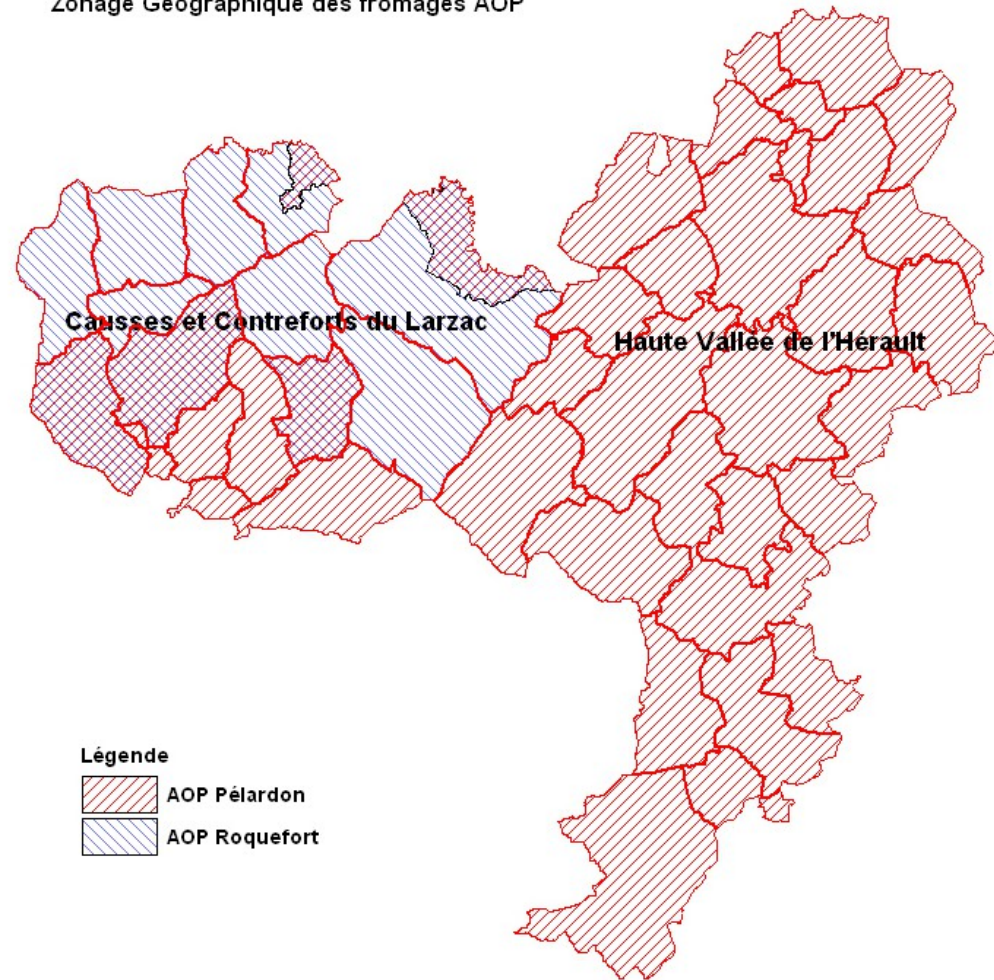 Zonage Géographique des fromages AOP
Causses et Contreforts du Larzac
Haute Vallée de l'Hérault
Légende
AOP Pélardon
AOP Roquefort